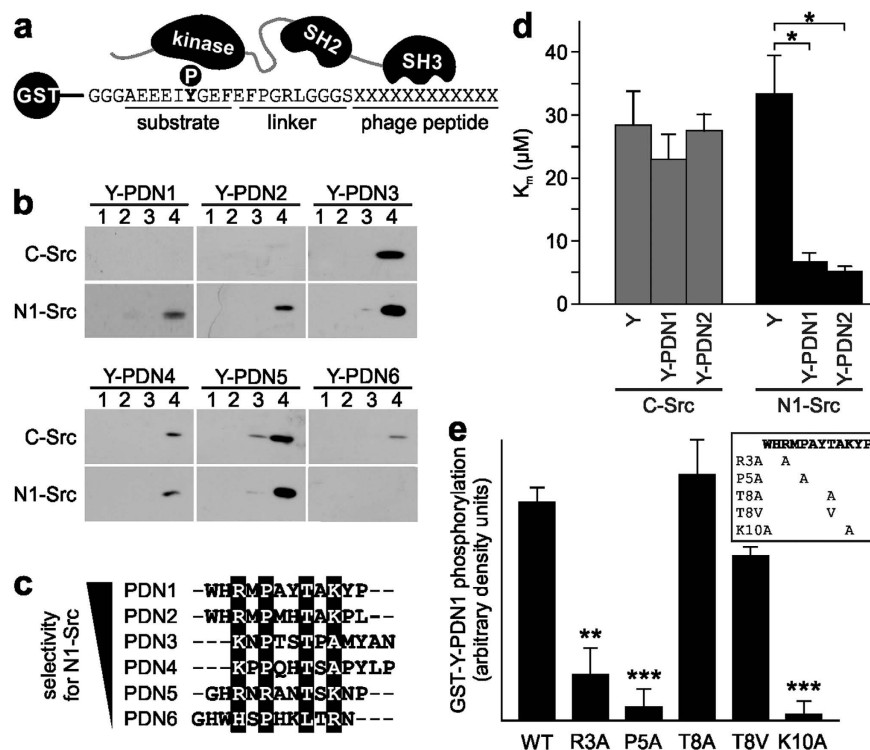 a
kinase
SH2
SH3
P
GST
GGGAEEEIYGEFEFPGRLGGGSXXXXXXXXXXXX
substrate linker phage peptide
b
Y-PDN1 Y-PDN2 Y-PDN3
1 2 3 4 1 2 3 4 1 2 3 4
C-Src
N1-Src
Y-PDN4 Y-PDN5 Y-PDN6
1 2 3 4 1 2 3 4 1 2 3 4
C-Src
N1-Src
c
selectivity
for N1-Src
PDN1 -WHRMPAYTAKYP--
PDN2 -WHRMPMHTAKPL--
PDN3 ---KNPTSTPAMYAN
PDN4 ---KPPQHTSAPYLP
PDN5 -GHRNRANTSKNP--
PDN6 GHWHSPHKLTRN---
d
Km (µM)
40
30
20
10
0
* *
Y Y-PDN1 Y-PDN2 Y Y-PDN1 Y-PDN2
C-Src N1-Src
e
GST-Y-PDN1 phosphorylation
(arbitrary density units)
WHRMPAYTAKYP
R3A A
P5A A
T8A A
T8V V
K10A A
** *** ***
WT R3A P5A T8A T8V K10A